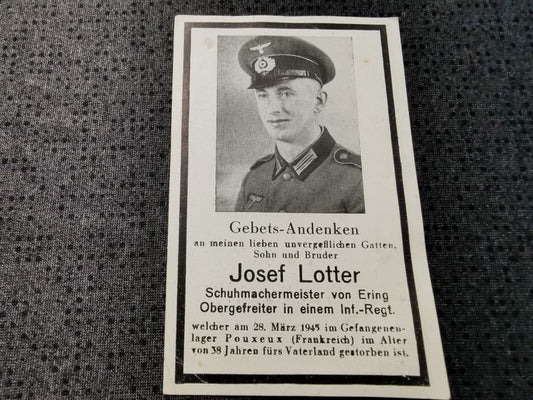 Gebets-Andenken
an meinen lieben unvergeßlichen Gatten,
Sohn und Bruder
Josef Lotter
Schuhmachermeister von Ering
Obergefreiter in einem Inf.-Regt.
welcher am 28. März 1945 im Gefangenen-
lager Pouxeux (Frankreich) im Alter
von 38 Jahren fürs Vaterland gestorben ist.